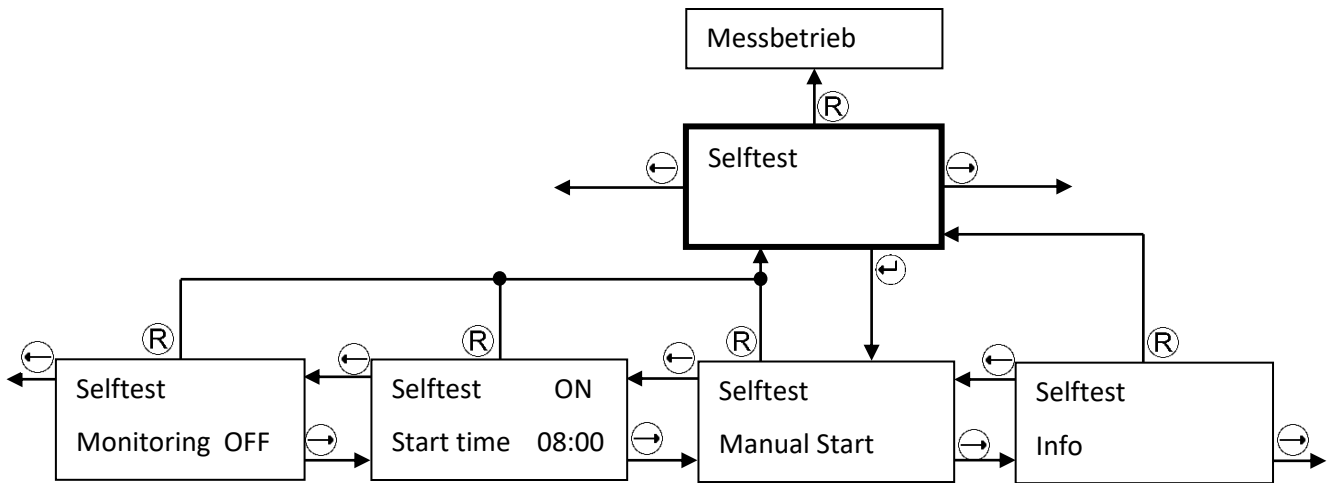 Messbetrieb
R
Selftest
R
R
R
R
Selftest
Monitoring OFF
Selftest ON
Start time 08:00
Selftest
Manual Start
Selftest
Info